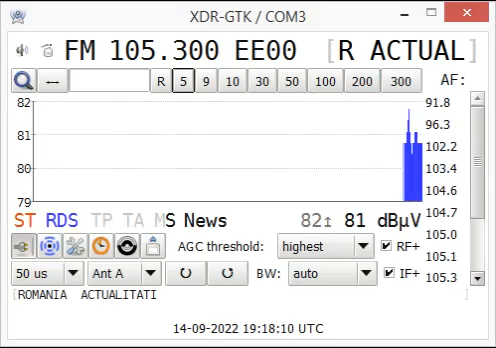 XDR-GTK / COM3
FM 105.300 EE00 [R ACTUAL]
← R 5 9 10 30 50 100 200 300 AF:
82
81
80
79
91.8
96.3
102.2
103.4
104.6
104.7
105.0
105.1
105.3
ST RDS TP TA MS News 82↕ 81 dBµV
AGC threshold: highest RF+
50 us Ant A BW: auto IF+
[ROMANIA ACTUALITATI ]
14-09-2022 19:18:10 UTC